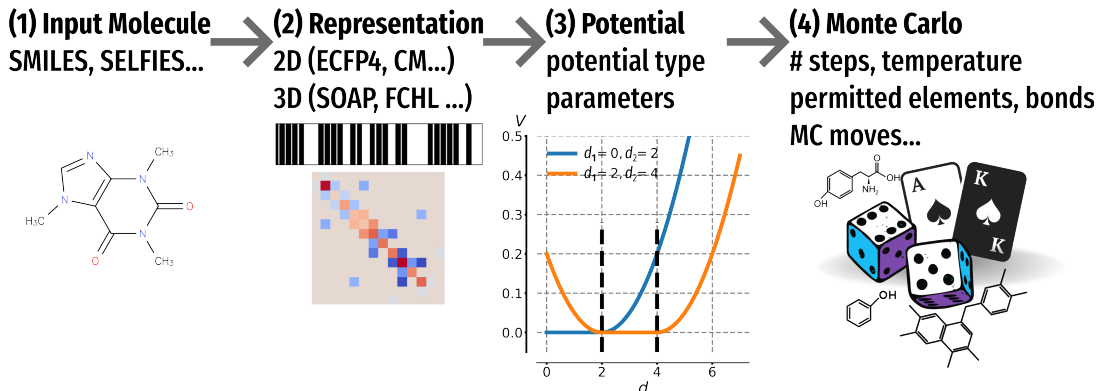 (1) Input Molecule
SMILES, SELFIES...
N
N
N
N
CH₃
H₃C
CH₃
O
O
(2) Representation
2D (ECFP4, CM...)
3D (SOAP, FCHL ...)
(3) Potential
potential type
parameters
V
0.5
0.4
0.3
0.2
0.1
0.0
d₁= 0, d₂= 2
d₁= 2, d₂= 4
0
2
4
6
d
(4) Monte Carlo
# steps, temperature
permitted elements, bonds
MC moves...
O
OH
NH₂
OH
A
K
K
OH